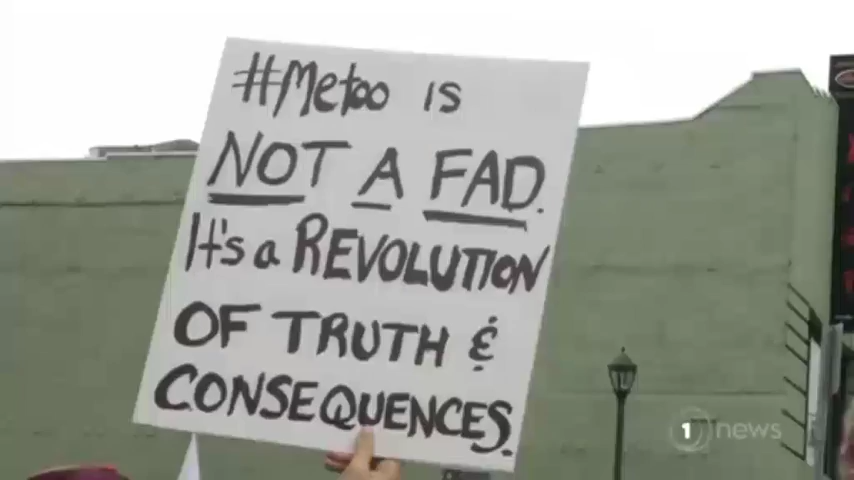 #Metoo is
NOT A FAD.
It's a REVOLUTION
OF TRUTH &
CONSEQUENCES.
1 news